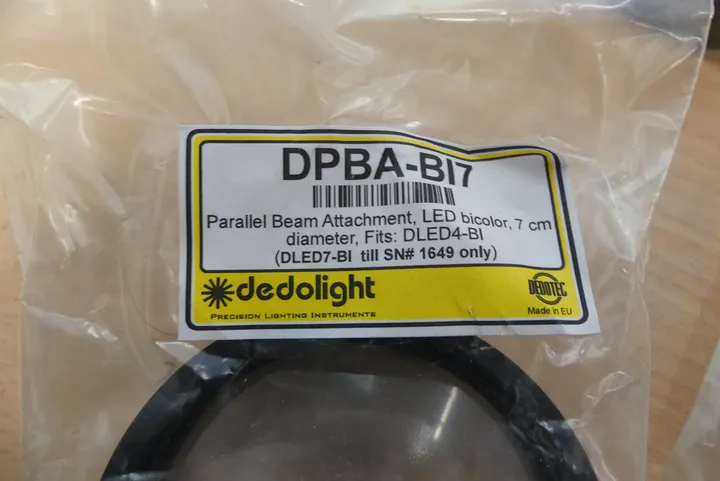 DPBA-BI7
Parallel Beam Attachment, LED bicolor, 7 cm
diameter, Fits: DLED4-BI
(DLED7-BI till SN# 1649 only)
dedolight
PRECISION LIGHTING INSTRUMENTS
DEDOTEC
Made in EU